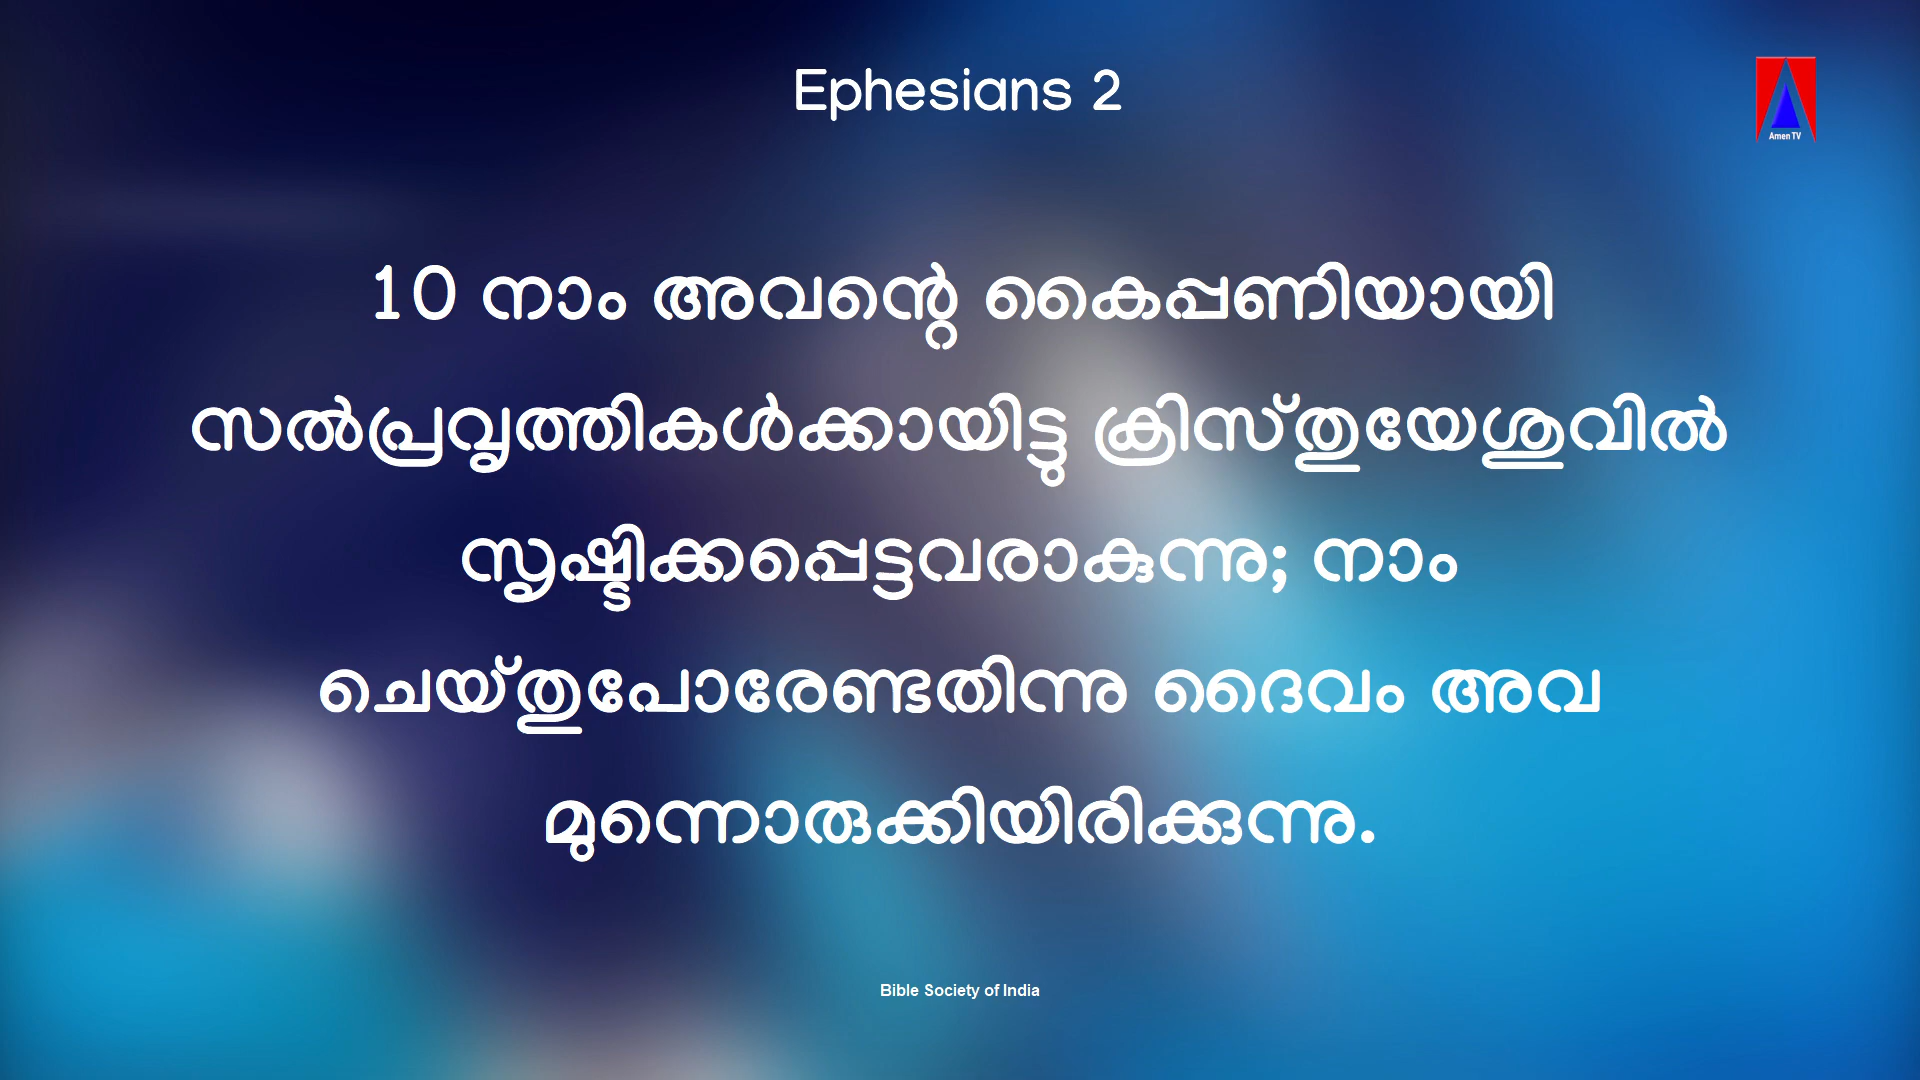 Ephesians 2
Amen TV
10 നാം അവന്റെ കൈപ്പണിയായി
സൽപ്രവൃത്തികൾക്കായിട്ടു ക്രിസ്തുയേശുവിൽ
സൃഷ്ടിക്കപ്പെട്ടവരാകുന്നു; നാം
ചെയ്തുപോരേണ്ടതിന്നു ദൈവം അവ
മുന്നൊരുക്കിയിരിക്കുന്നു.
Bible Society of India